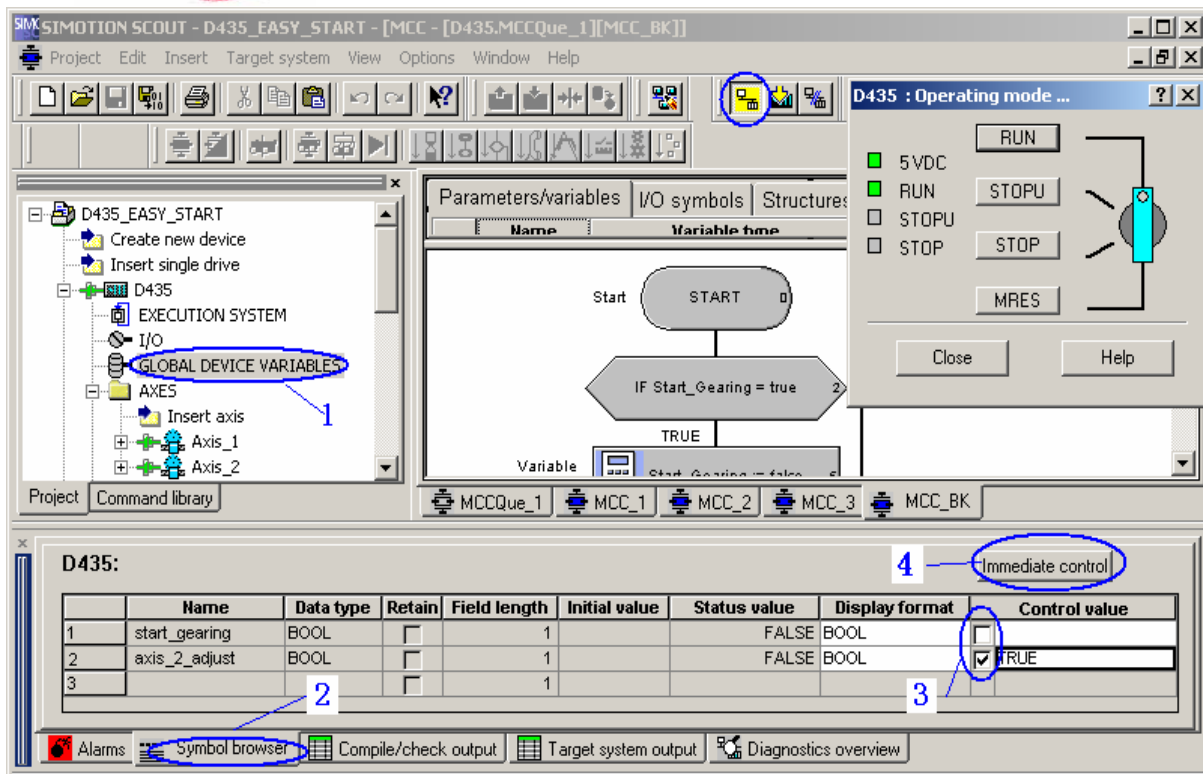 SIMOTION SCOUT - D435_EASY_START - [MCC - [D435.MCCQue_1][MCC_BK]]
Project Edit Insert Target system View Options Window Help
D435 : Operating mode ...
RUN
5 VDC
RUN
STOPU
STOPU
STOP
STOP
MRES
Close
Help
D435_EASY_START
Create new device
Insert single drive
D435
EXECUTION SYSTEM
I/O
GLOBAL DEVICE VARIABLES
1
AXES
Insert axis
Axis_1
Axis_2
Project Command library
Parameters/variables I/O symbols Structures
Name Variable type
Start START
IF Start_Gearing = true 2
TRUE
Variable Start_Gearing := false 5
MCCQue_1 MCC_1 MCC_2 MCC_3 MCC_BK
D435:
4 Immediate control
Name Data type Retain Field length Initial value Status value Display format Control value
1 start_gearing BOOL 1 FALSE BOOL
2 axis_2_adjust BOOL 1 FALSE BOOL TRUE
3 1
2
3
Alarms Symbol browser Compile/check output Target system output Diagnostics overview